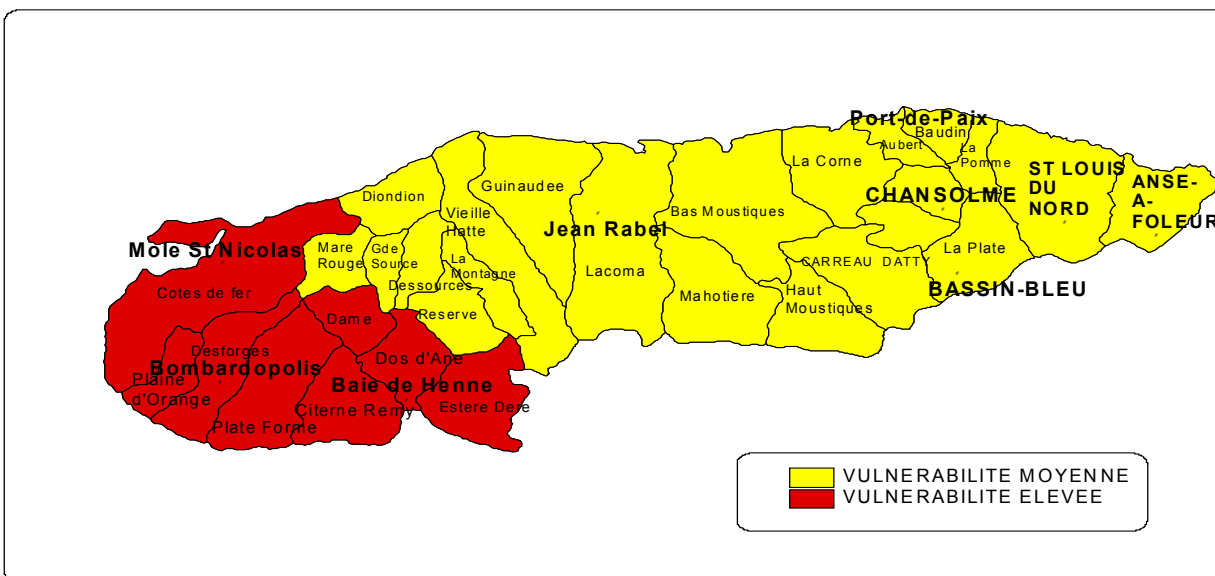 Port-de-Paix
Baudin
Aubert
La
Pomme
La Corne
ST LOUIS
DU
NORD
ANSE-
A-
FOLEUR
CHANSOLME
Guinaudee
Diondion
Vieille
Hatte
Bas Moustiques
Jean Rabel
Mole St Nicolas
Mare
Rouge
Gde
Source
La
Montagne
La Plate
CARREAU DATTY
Lacoma
Dessources
Cotes de fer
Mahotiere
Haut
Moustiques
BASSIN-BLEU
Reserve
Dame
Desforges
Dos d'Ane
Bombardopolis
Plaine
d'Orange
Baie de Henne
Citerne Remy
Estere Dere
Plate Forme
VULNERABILITE MOYENNE
VULNERABILITE ELEVEE